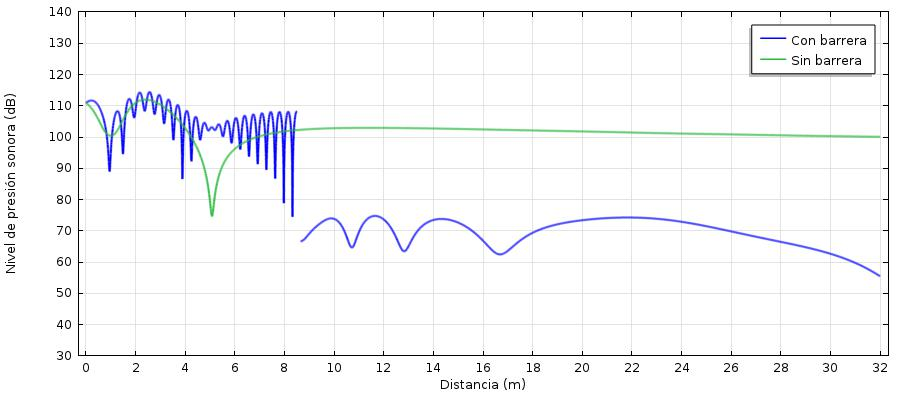 140
130
120
110
100
90
80
70
60
50
40
30
Nivel de presión sonora (dB)
Con barrera
Sin barrera
0 2 4 6 8 10 12 14 16 18 20 22 24 26 28 30 32
Distancia (m)